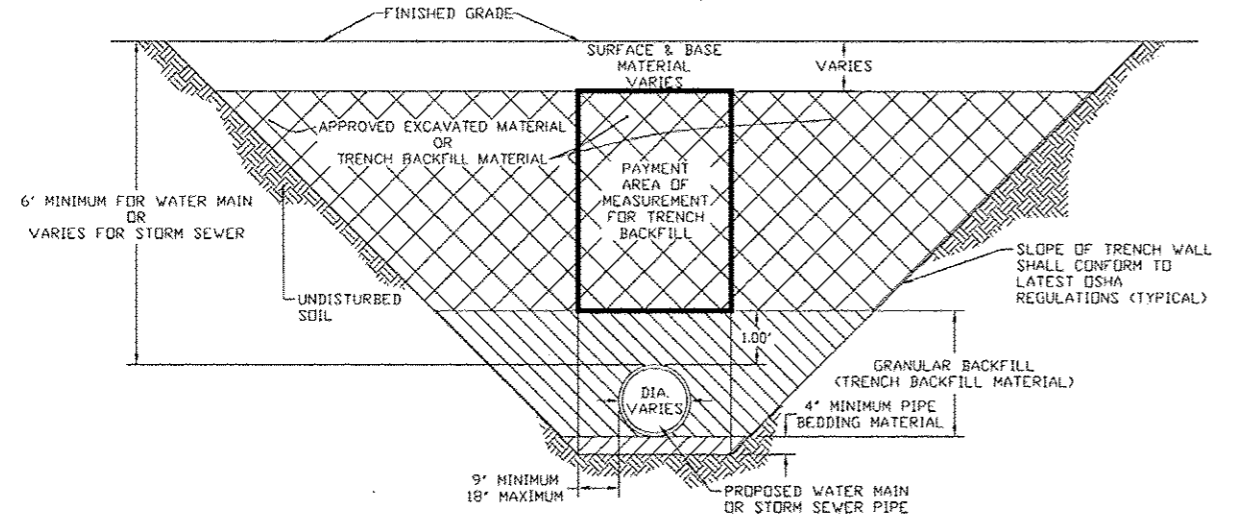 FINISHED GRADE
SURFACE & BASE
MATERIAL
VARIES
VARIES
APPROVED EXCAVATED MATERIAL
OR
TRENCH BACKFILL MATERIAL
PAYMENT
AREA OF
MEASUREMENT
FOR TRENCH
BACKFILL
6' MINIMUM FOR WATER MAIN
OR
VARIES FOR STORM SEWER
SLOPE OF TRENCH WALL
SHALL CONFORM TO
LATEST OSHA
REGULATIONS (TYPICAL)
UNDISTURBED
SOIL
1.00'
GRANULAR BACKFILL
(TRENCH BACKFILL MATERIAL)
DIA.
VARIES
4" MINIMUM PIPE
BEDDING MATERIAL
9" MINIMUM
18" MAXIMUM
PROPOSED WATER MAIN
OR STORM SEWER PIPE